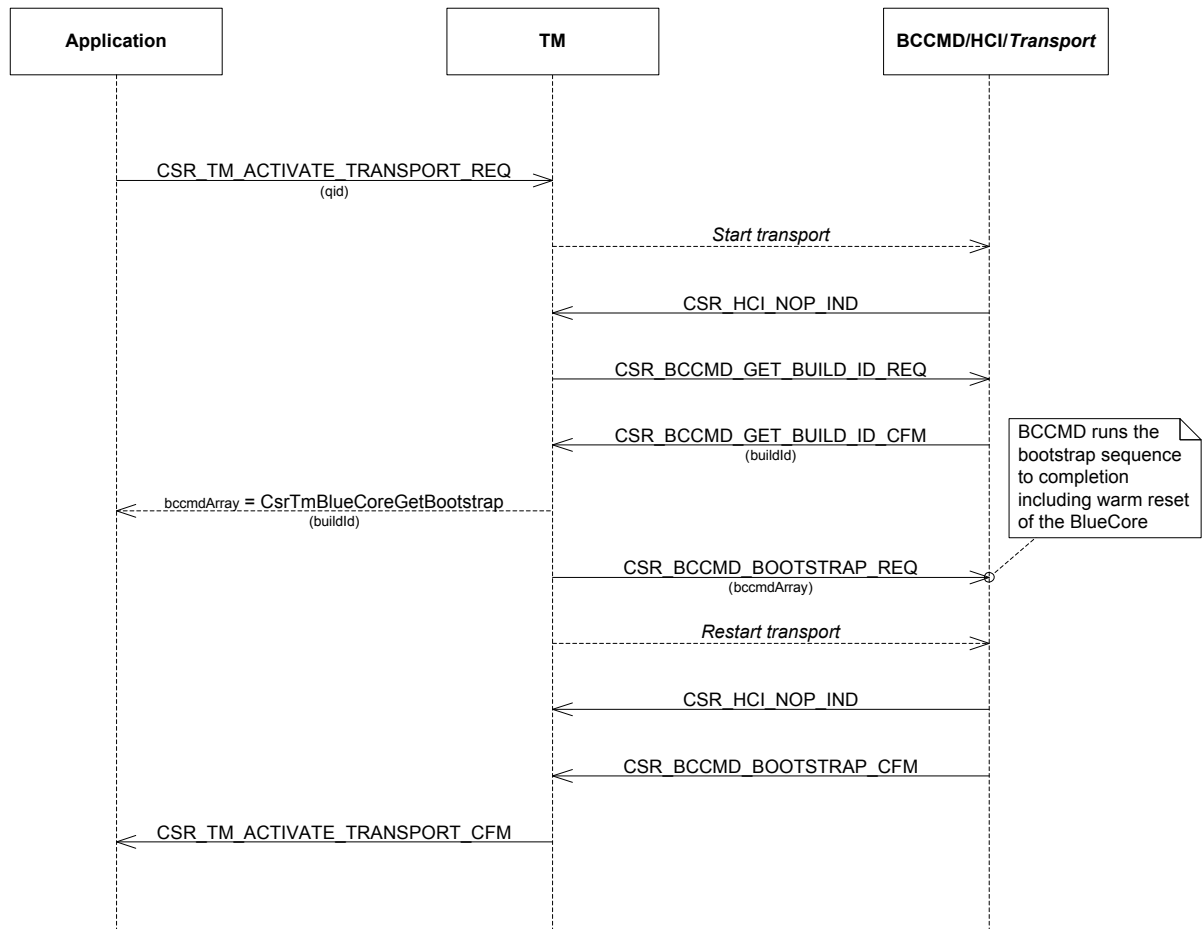 Application
TM
BCCMD/HCI/Transport
CSR_TM_ACTIVATE_TRANSPORT_REQ
(qid)
Start transport
CSR_HCI_NOP_IND
CSR_BCCMD_GET_BUILD_ID_REQ
CSR_BCCMD_GET_BUILD_ID_CFM
(buildId)
BCCMD runs the
bootstrap sequence
to completion
including warm reset
of the BlueCore
bccmdArray = CsrTmBlueCoreGetBootstrap
(buildId)
CSR_BCCMD_BOOTSTRAP_REQ
(bccmdArray)
Restart transport
CSR_HCI_NOP_IND
CSR_BCCMD_BOOTSTRAP_CFM
CSR_TM_ACTIVATE_TRANSPORT_CFM